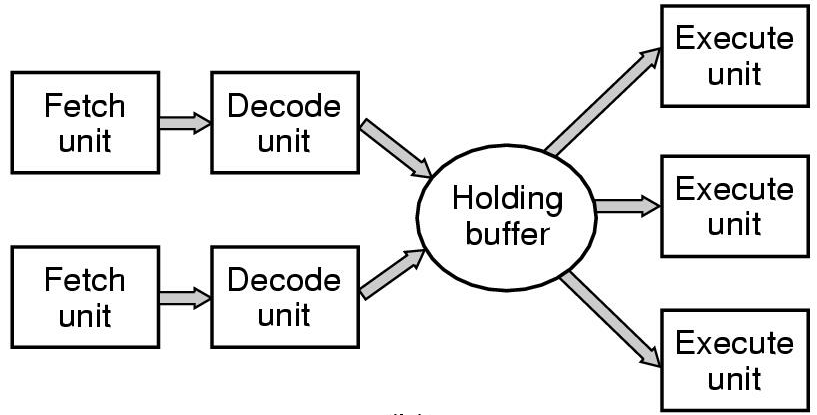 Fetch
unit
Decode
unit
Fetch
unit
Decode
unit
Holding
buffer
Execute
unit
Execute
unit
Execute
unit